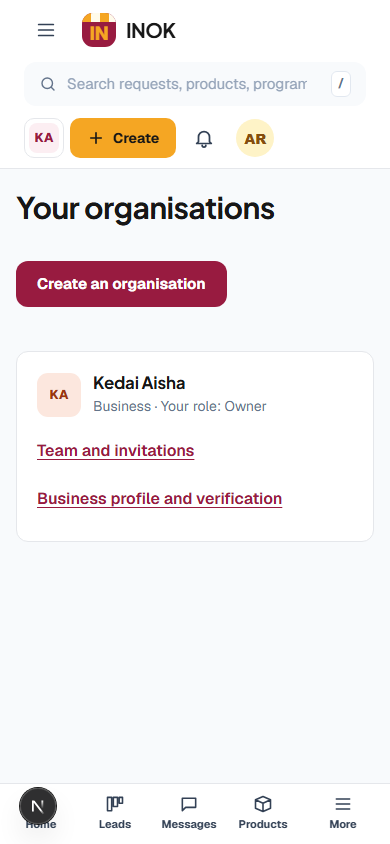 IN INOK
Search requests, products, program /
KA + Create AR
Your organisations
Create an organisation
KA Kedai Aisha
Business · Your role: Owner
Team and invitations
Business profile and verification
N
Home Leads Messages Products More